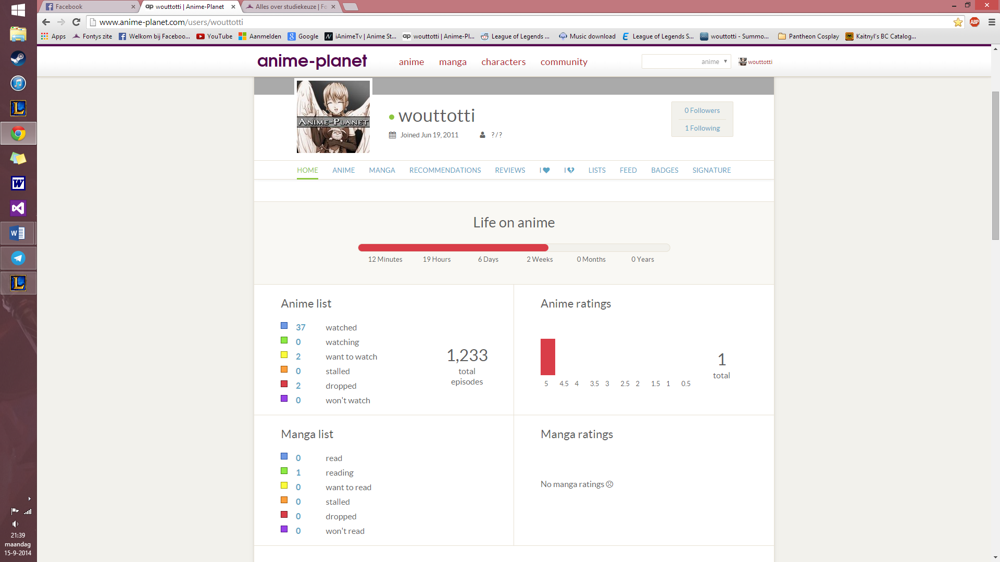 Facebook
wouttotti | Anime-Planet
Alles over studiekeuze | Fo
www.anime-planet.com/users/wouttotti
ABP
Apps
Fontys zite
Welkom bij Faceboo...
YouTube
Aanmelden
Google
iAnimeTv | Anime St...
wouttotti | Anime-Pl...
League of Legends ...
Music download
League of Legends S...
wouttotti - Summo...
Pantheon Cosplay
Kaitnyl's BC Catalog...
anime-planet
anime
manga
characters
community
anime
wouttotti
ANIME-PLANET
wouttotti
Joined Jun 19, 2011
? / ?
0 Followers
1 Following
HOME
ANIME
MANGA
RECOMMENDATIONS
REVIEWS
I
I
LISTS
FEED
BADGES
SIGNATURE
Life on anime
12 Minutes
19 Hours
6 Days
2 Weeks
0 Months
0 Years
Anime list
37 watched
0 watching
2 want to watch
0 stalled
2 dropped
0 won't watch
1,233
total
episodes
Anime ratings
5 4.5 4 3.5 3 2.5 2 1.5 1 0.5
1
total
Manga list
0 read
1 reading
0 want to read
0 stalled
0 dropped
0 won't read
Manga ratings
No manga ratings
21:39
maandag
15-9-2014